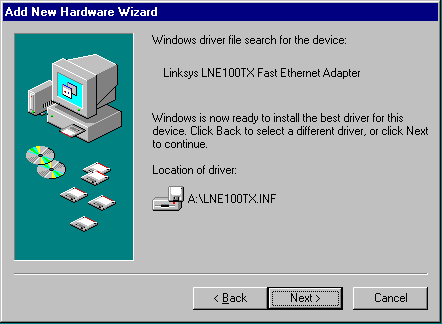 Add New Hardware Wizard
Windows driver file search for the device:
Linksys LNE100TX Fast Ethernet Adapter
Windows is now ready to install the best driver for this
device. Click Back to select a different driver, or click Next
to continue.
Location of driver:
A:\LNE100TX.INF
< Back
Next >
Cancel